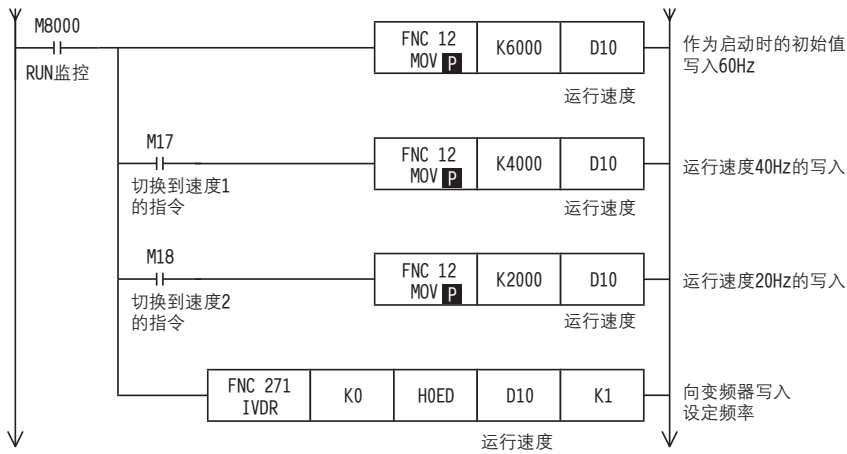 M8000
RUN监控
FNC 12
MOV P
K6000
D10
运行速度
作为启动时的初始值
写入60Hz
M17
切换到速度1
的指令
FNC 12
MOV P
K4000
D10
运行速度
运行速度40Hz的写入
M18
切换到速度2
的指令
FNC 12
MOV P
K2000
D10
运行速度
运行速度20Hz的写入
FNC 271
IVDR
K0
H0ED
D10
K1
运行速度
向变频器写入
设定频率